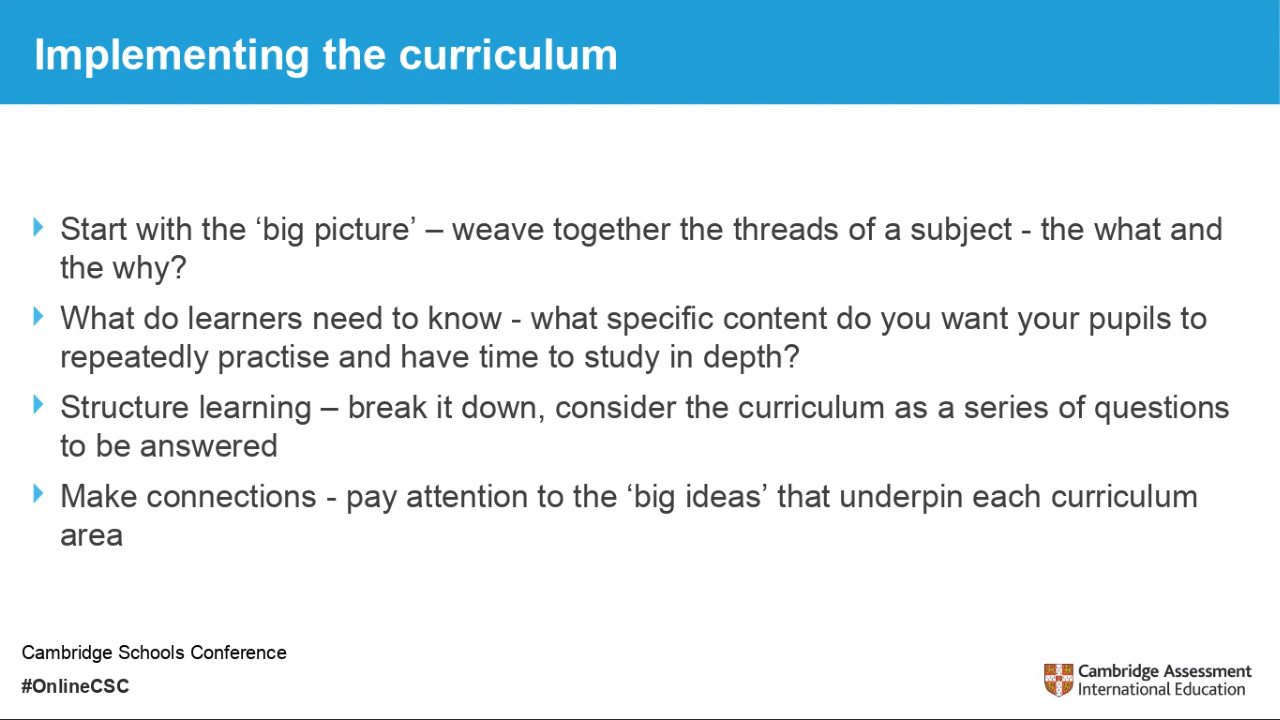 Implementing the curriculum
Start with the ‘big picture’ – weave together the threads of a subject - the what and
the why?
What do learners need to know - what specific content do you want your pupils to
repeatedly practise and have time to study in depth?
Structure learning – break it down, consider the curriculum as a series of questions
to be answered
Make connections - pay attention to the ‘big ideas’ that underpin each curriculum
area
Cambridge Schools Conference
#OnlineCSC
Cambridge Assessment
International Education